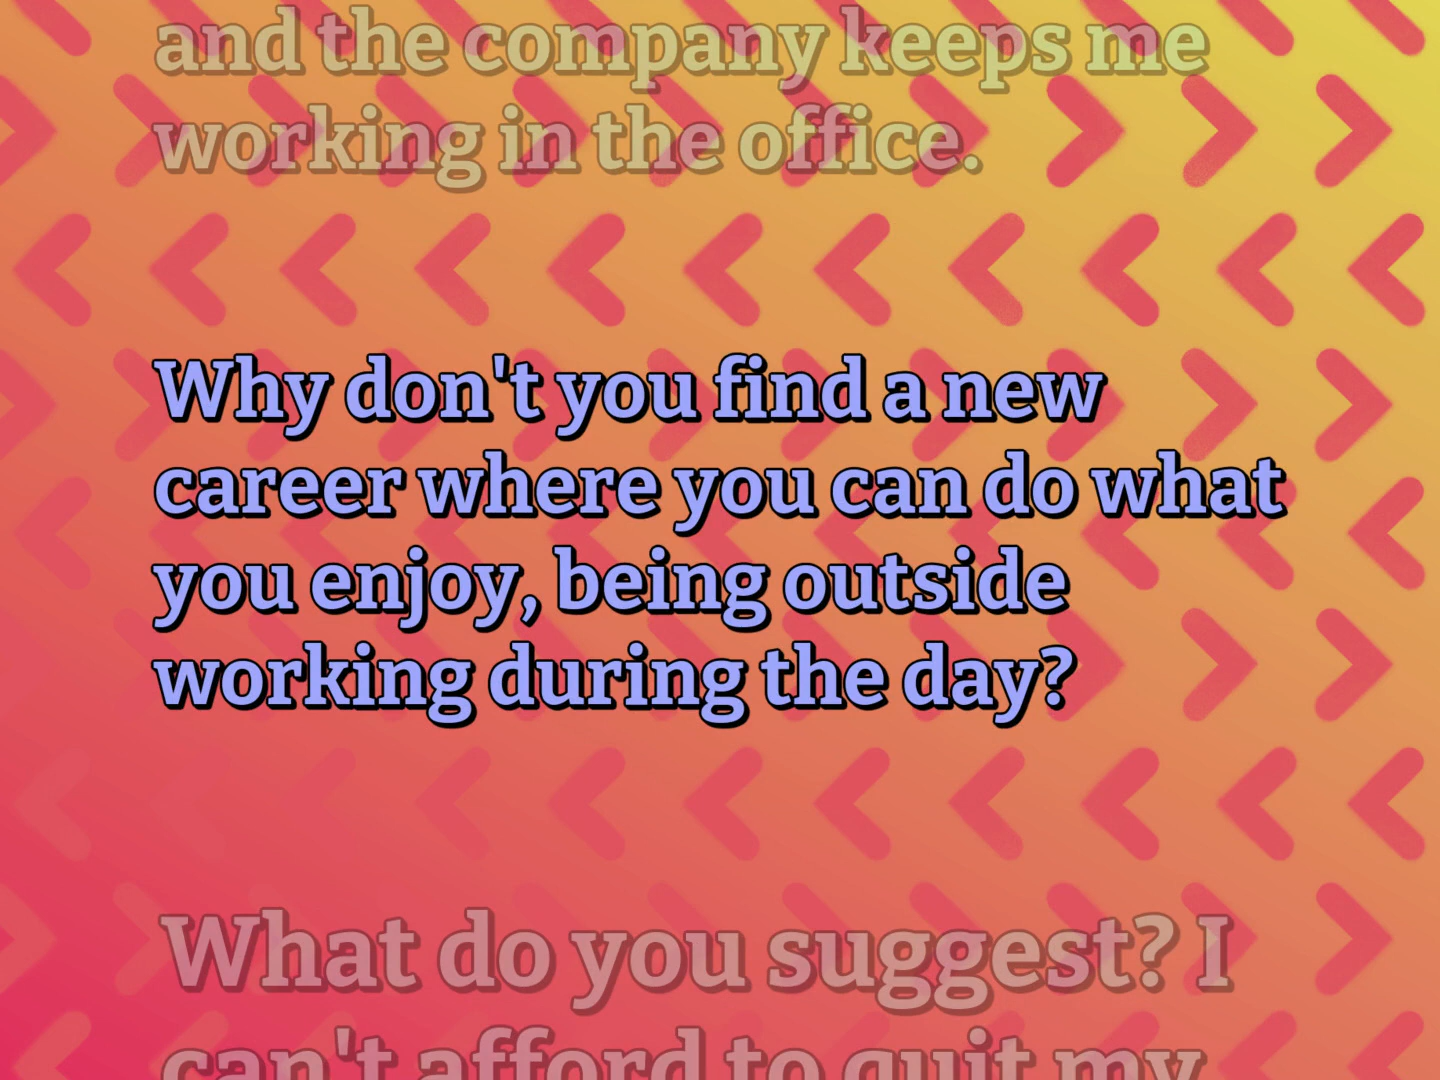 and the company keeps me
working in the office.
Why don't you find a new
career where you can do what
you enjoy, being outside
working during the day?
What do you suggest? I
can't afford to quit my